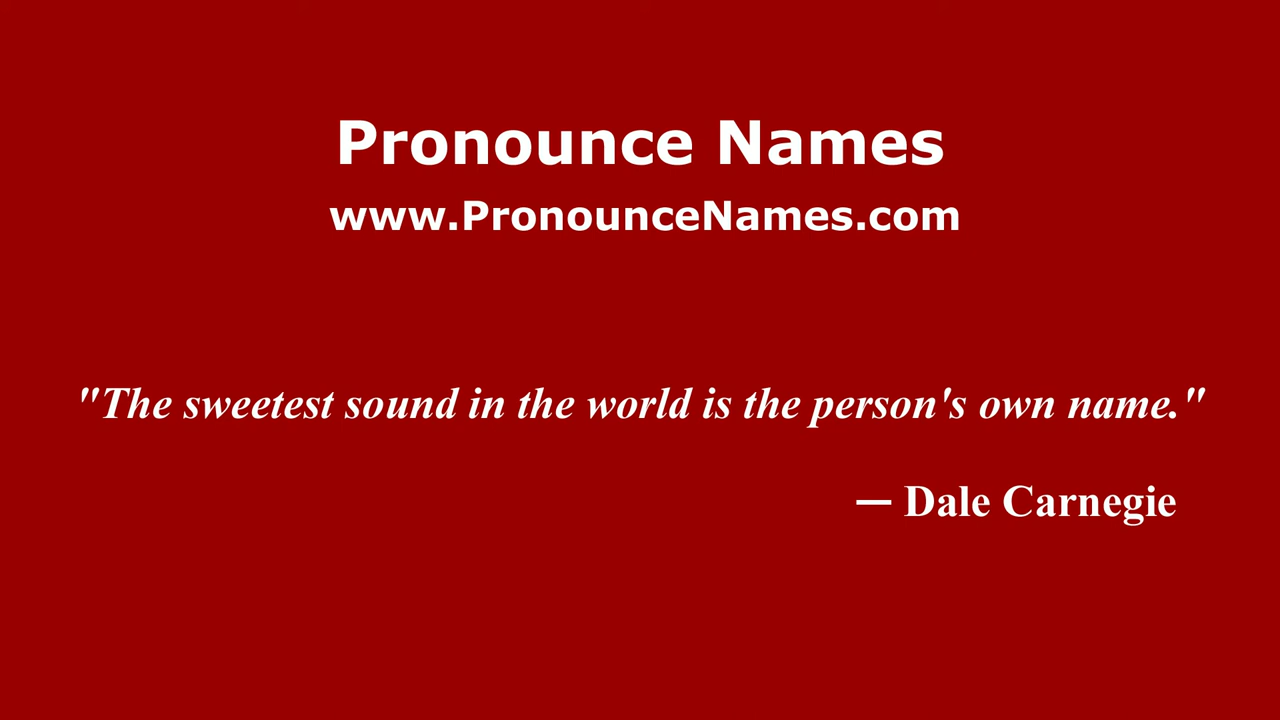 Pronounce Names
www.PronounceNames.com
"The sweetest sound in the world is the person's own name."
— Dale Carnegie